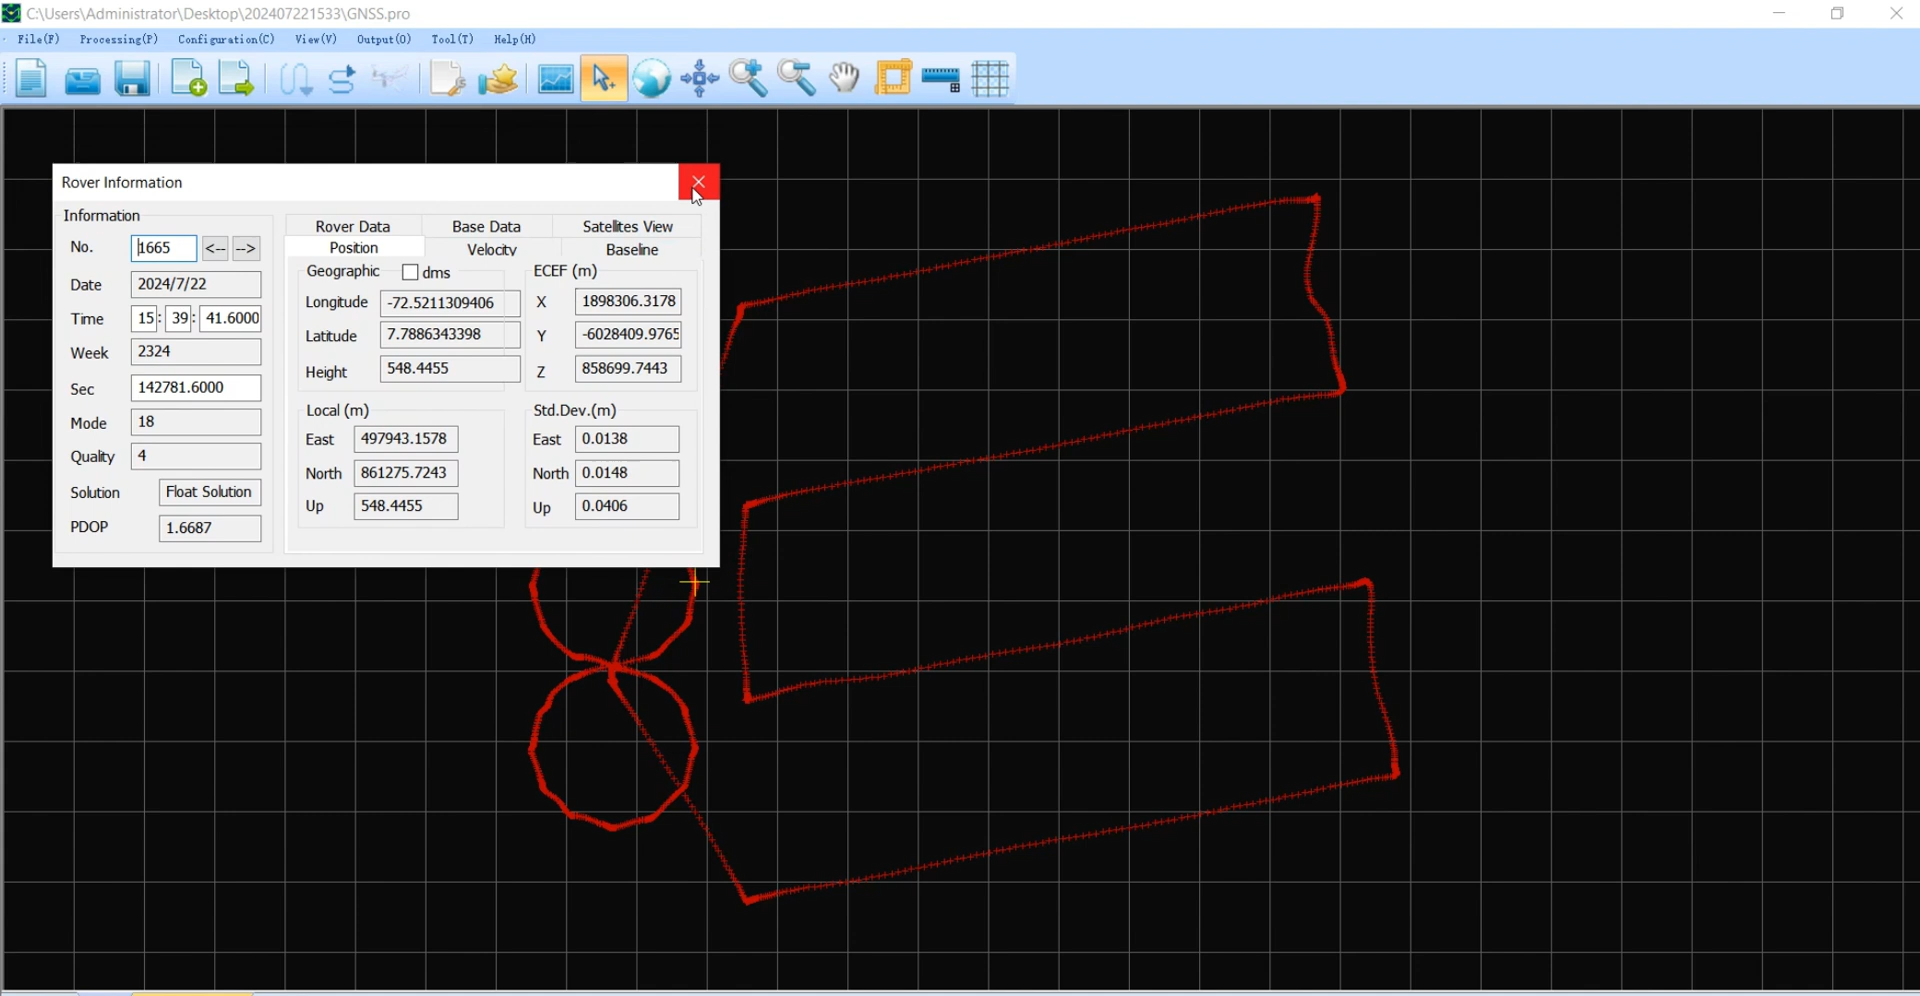 C:\Users\Administrator\Desktop\202407221533\GNSS.pro
File(F) Processing(P) Configuration(C) View(V) Output(O) Tool(T) Help(H)
Rover Information
Information
No. 1665 <-- -->
Date 2024/7/22
Time 15 : 39 : 41.6000
Week 2324
Sec 142781.6000
Mode 18
Quality 4
Solution Float Solution
PDOP 1.6687
Rover Data Base Data Satellites View
Position Velocity Baseline
Geographic dms
Longitude -72.5211309406
Latitude 7.7886343398
Height 548.4455
ECEF (m)
X 1898306.3178
Y -6028409.9765
Z 858699.7443
Local (m)
East 497943.1578
North 861275.7243
Up 548.4455
Std.Dev.(m)
East 0.0138
North 0.0148
Up 0.0406